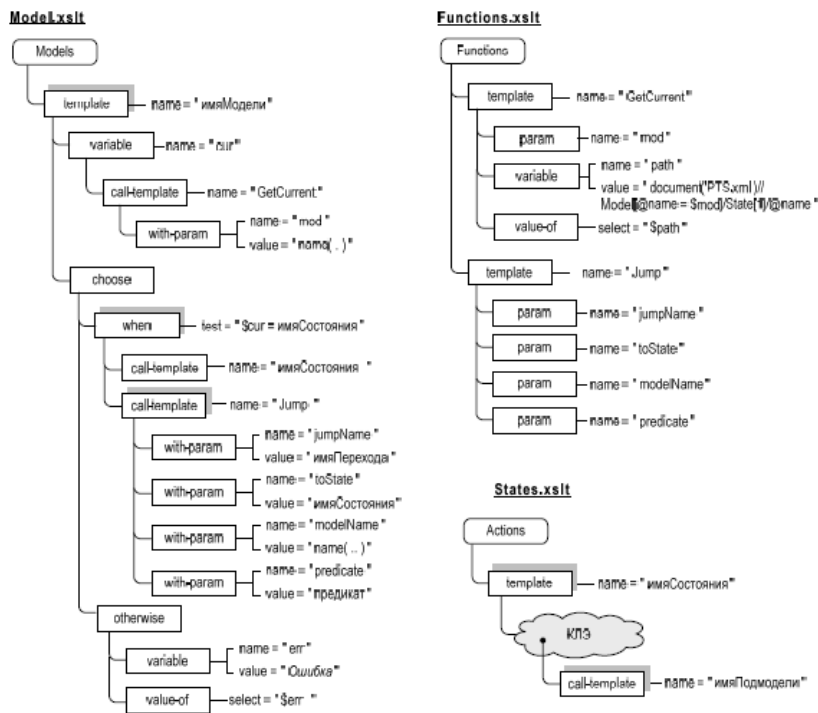 Model.xslt
Models
template name = "имяМодели"
variable name = "cur"
call-template name = "GetCurrent"
with-param name = "mod"
value = "name( . )"
choose
when test = "$cur = имяСостояния"
call-template name = "имяСостояния "
call-template name = "Jump"
with-param name = "jumpName"
value = "имяПерехода"
with-param name = "toState"
value = "имяСостояния"
with-param name = "modelName"
value = "name( .. )"
with-param name = "predicate"
value = "предикат"
otherwise
variable name = "err"
value = "Ошибка"
value-of select = "$err "
Functions.xslt
Functions
template name = "GetCurrent"
param name = "mod"
variable name = "path"
value = "document('PTS.xml')//
Model[@name = $mod]/State[1]/@name"
value-of select = "$path"
template name = "Jump"
param name = "jumpName"
param name = "toState"
param name = "modelName"
param name = "predicate"
States.xslt
Actions
template name = "имяСостояния"
КЛЭ
call-template name = "имяПодмодели"